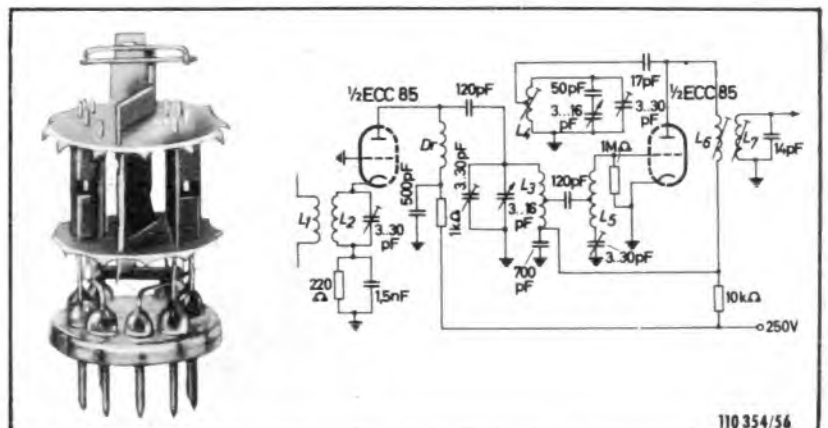 ½ECC 85
120pF
Dr
500pF
1kΩ
3..30pF
3..16
pF
L1
L2
3..30
pF
220
Ω
1,5nF
L3
700
pF
120pF
L5
3..30pF
L4
50pF
3...16
pF
3..30
pF
17pF
½ECC 85
1MΩ
L6
L7
14pF
10kΩ
250V
110 354/56